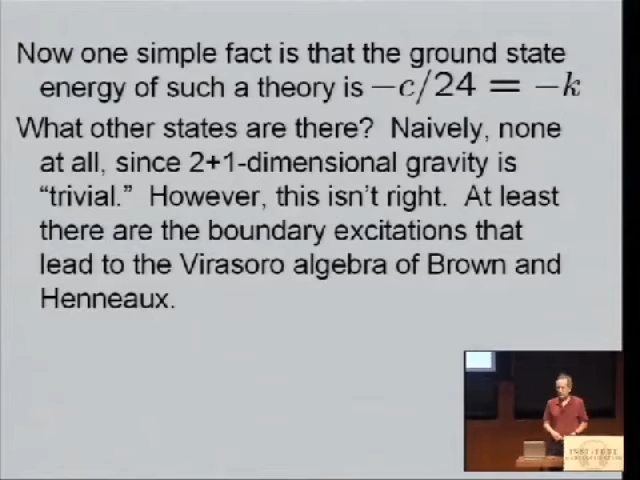 Now one simple fact is that the ground state
energy of such a theory is −c/24 = −k
What other states are there? Naively, none
at all, since 2+1-dimensional gravity is
“trivial.” However, this isn’t right. At least
there are the boundary excitations that
lead to the Virasoro algebra of Brown and
Henneaux.
INSTITUTE